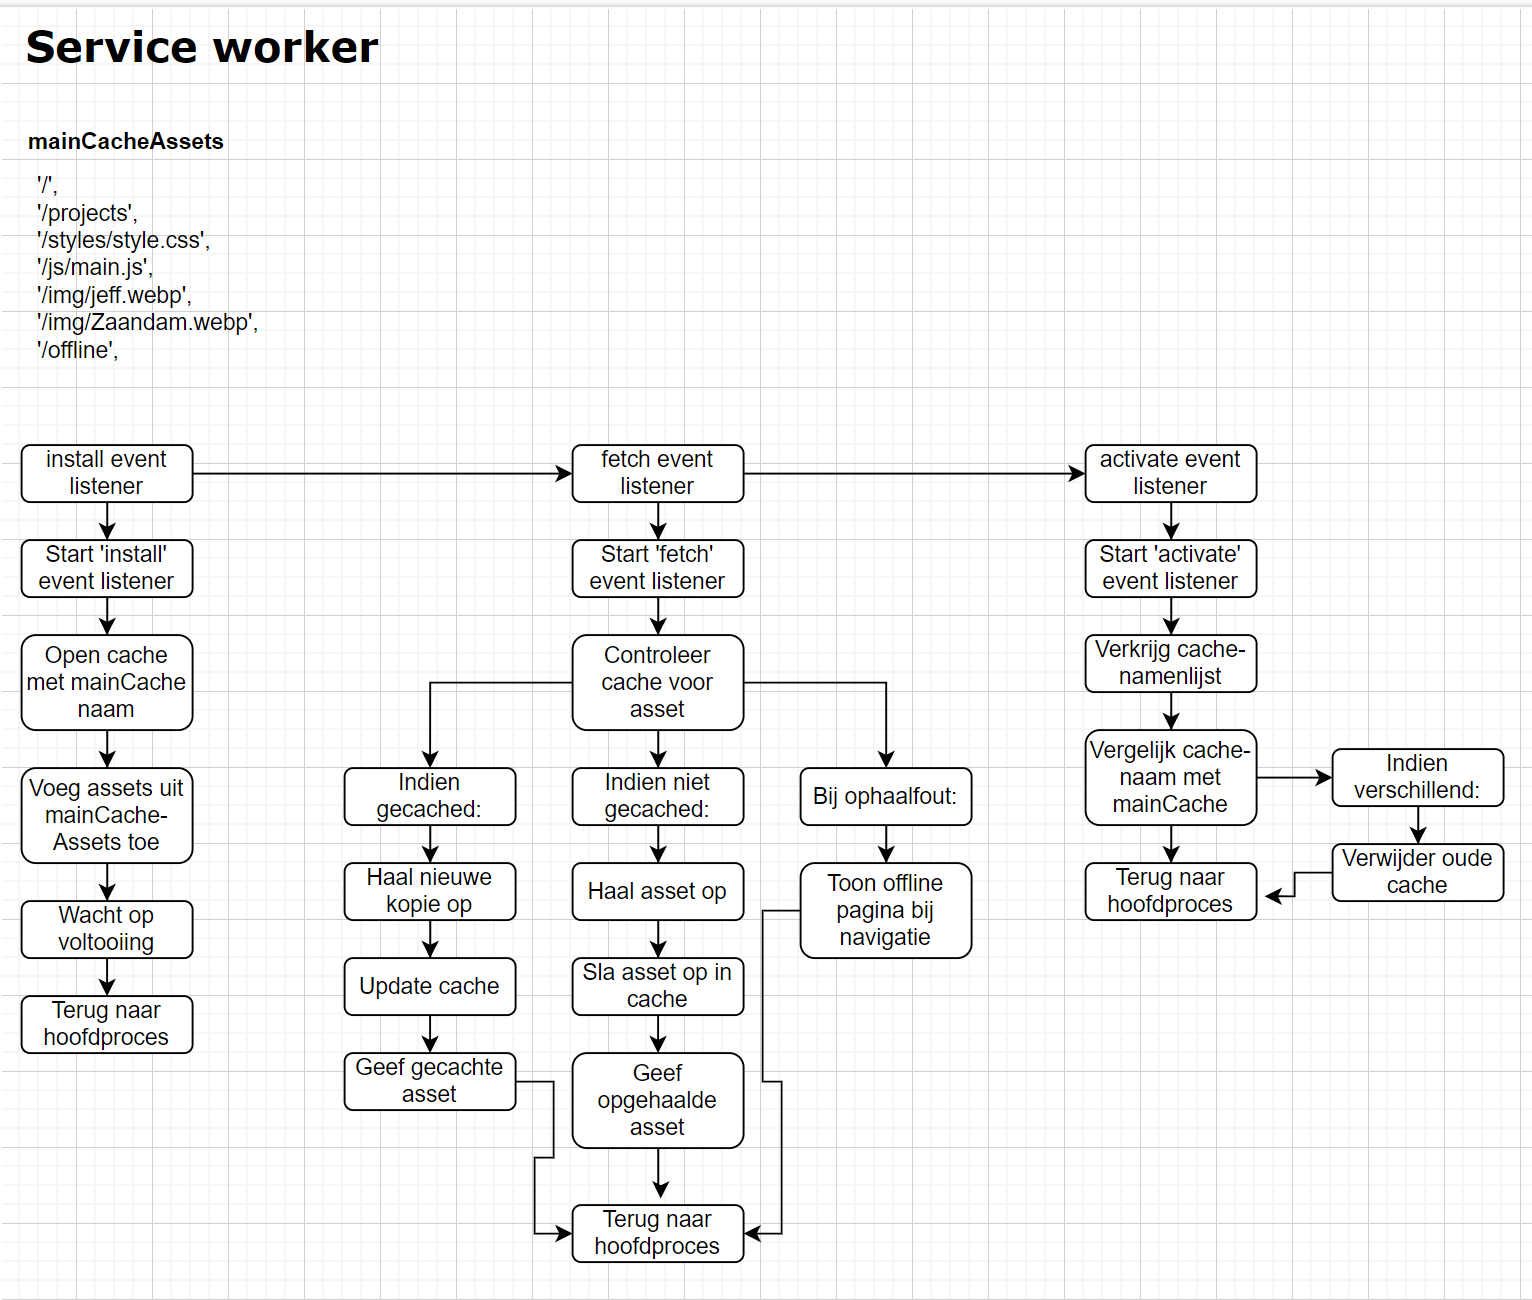 Service worker
mainCacheAssets
'/',
'/projects',
'/styles/style.css',
'/js/main.js',
'/img/jeff.webp',
'/img/Zaandam.webp',
'/offline',
install event
listener
Start 'install'
event listener
Open cache
met mainCache
naam
Voeg assets uit
mainCache-
Assets toe
Wacht op
voltooiing
Terug naar
hoofdproces
fetch event
listener
Start 'fetch'
event listener
Controleer
cache voor
asset
Indien
gecached:
Haal nieuwe
kopie op
Update cache
Geef gecachte
asset
Indien niet
gecached:
Haal asset op
Sla asset op in
cache
Geef
opgehaalde
asset
Bij ophaalfout:
Toon offline
pagina bij
navigatie
Terug naar
hoofdproces
activate event
listener
Start 'activate'
event listener
Verkrijg cache-
namenlijst
Vergelijk cache-
naam met
mainCache
Indien
verschillend:
Verwijder oude
cache
Terug naar
hoofdproces